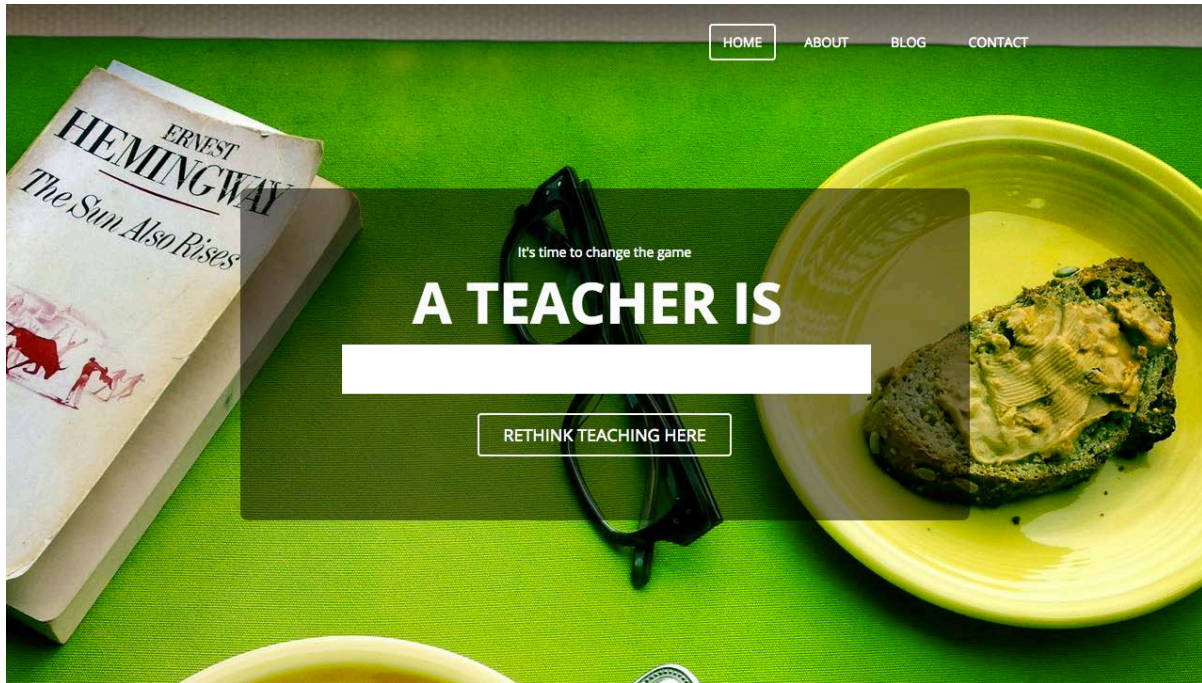 HOME ABOUT BLOG CONTACT
ERNEST
HEMINGWAY
The Sun Also Rises
It's time to change the game
A TEACHER IS
RETHINK TEACHING HERE